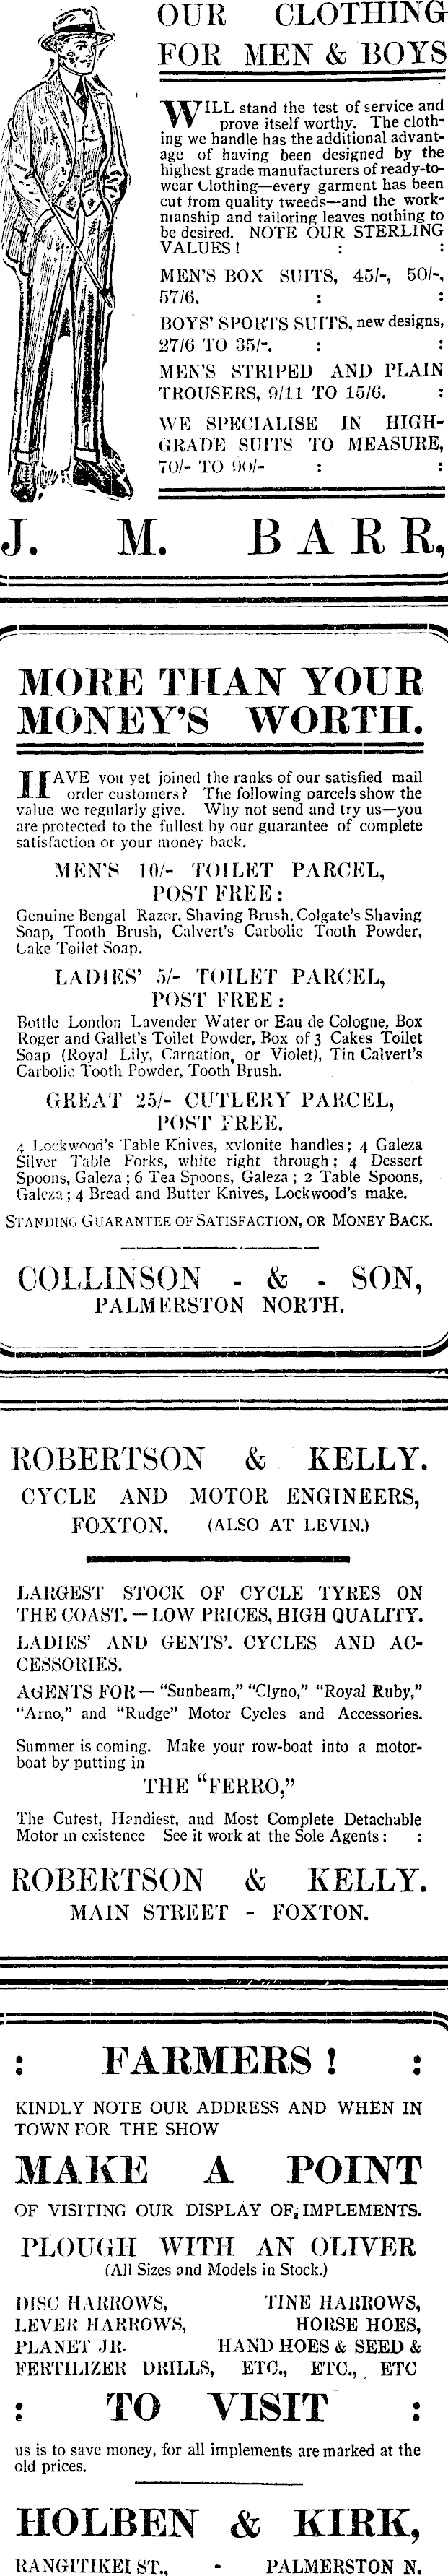 OUR CLOTHING
FOR MEN & BOYS
WILL stand the test of service and
prove itself worthy. The cloth-
ing we handle has the additional advant-
age of having been designed by the
highest grade manufacturers of ready-to-
wear Clothing—every garment has been
cut from quality tweeds—and the work-
manship and tailoring leaves nothing to
be desired. NOTE OUR STERLING
VALUES! : :
MEN'S BOX SUITS, 45/-, 50/-,
57/6. : :
BOYS' SPORTS SUITS, new designs,
27/6 TO 35/-. : :
MEN'S STRIPED AND PLAIN
TROUSERS, 9/11 TO 15/6. :
WE SPECIALISE IN HIGH-
GRADE SUITS TO MEASURE,
70/- TO 90/- : :
J. M. BARR,
MORE THAN YOUR
MONEY'S WORTH.
HAVE you yet joined the ranks of our satisfied mail
order customers? The following parcels show the
value we regularly give. Why not send and try us—you
are protected to the fullest by our guarantee of complete
satisfaction or your money back.
MEN'S 10/- TOILET PARCEL,
POST FREE:
Genuine Bengal Razor, Shaving Brush, Colgate's Shaving
Soap, Tooth Brush, Calvert's Carbolic Tooth Powder,
Cake Toilet Soap.
LADIES' 5/- TOILET PARCEL,
POST FREE:
Bottle London Lavender Water or Eau de Cologne, Box
Roger and Gallet's Toilet Powder, Box of 3 Cakes Toilet
Soap (Royal Lily, Carnation, or Violet), Tin Calvert's
Carbolic Tooth Powder, Tooth Brush.
GREAT 25/- CUTLERY PARCEL,
POST FREE.
4 Lockwood's Table Knives, xylonite handles; 4 Galeza
Silver Table Forks, white right through; 4 Dessert
Spoons, Galeza; 6 Tea Spoons, Galeza; 2 Table Spoons,
Galeza; 4 Bread and Butter Knives, Lockwood's make.
STANDING GUARANTEE OF SATISFACTION, OR MONEY BACK.
COLLINSON - & - SON,
PALMERSTON NORTH.
ROBERTSON & KELLY.
CYCLE AND MOTOR ENGINEERS,
FOXTON. (ALSO AT LEVIN.)
LARGEST STOCK OF CYCLE TYRES ON
THE COAST.—LOW PRICES, HIGH QUALITY.
LADIES' AND GENTS'. CYCLES AND AC-
CESSORIES.
AGENTS FOR—"Sunbeam," "Clyno," "Royal Ruby,"
"Arno," and "Rudge" Motor Cycles and Accessories.
Summer is coming. Make your row-boat into a motor-
boat by putting in
THE "FERRO,"
The Cutest, Handiest, and Most Complete Detachable
Motor in existence See it work at the Sole Agents: :
ROBERTSON & KELLY.
MAIN STREET - FOXTON.
: FARMERS! :
KINDLY NOTE OUR ADDRESS AND WHEN IN
TOWN FOR THE SHOW
MAKE A POINT
OF VISITING OUR DISPLAY OF IMPLEMENTS.
PLOUGH WITH AN OLIVER
(All Sizes and Models in Stock.)
DISC HARROWS, TINE HARROWS,
LEVER HARROWS, HORSE HOES,
PLANET JR. HAND HOES & SEED &
FERTILIZER DRILLS, ETC., ETC., ETC
: TO VISIT :
us is to save money, for all implements are marked at the
old prices.
HOLBEN & KIRK,
RANGITIKEI ST., - PALMERSTON N.